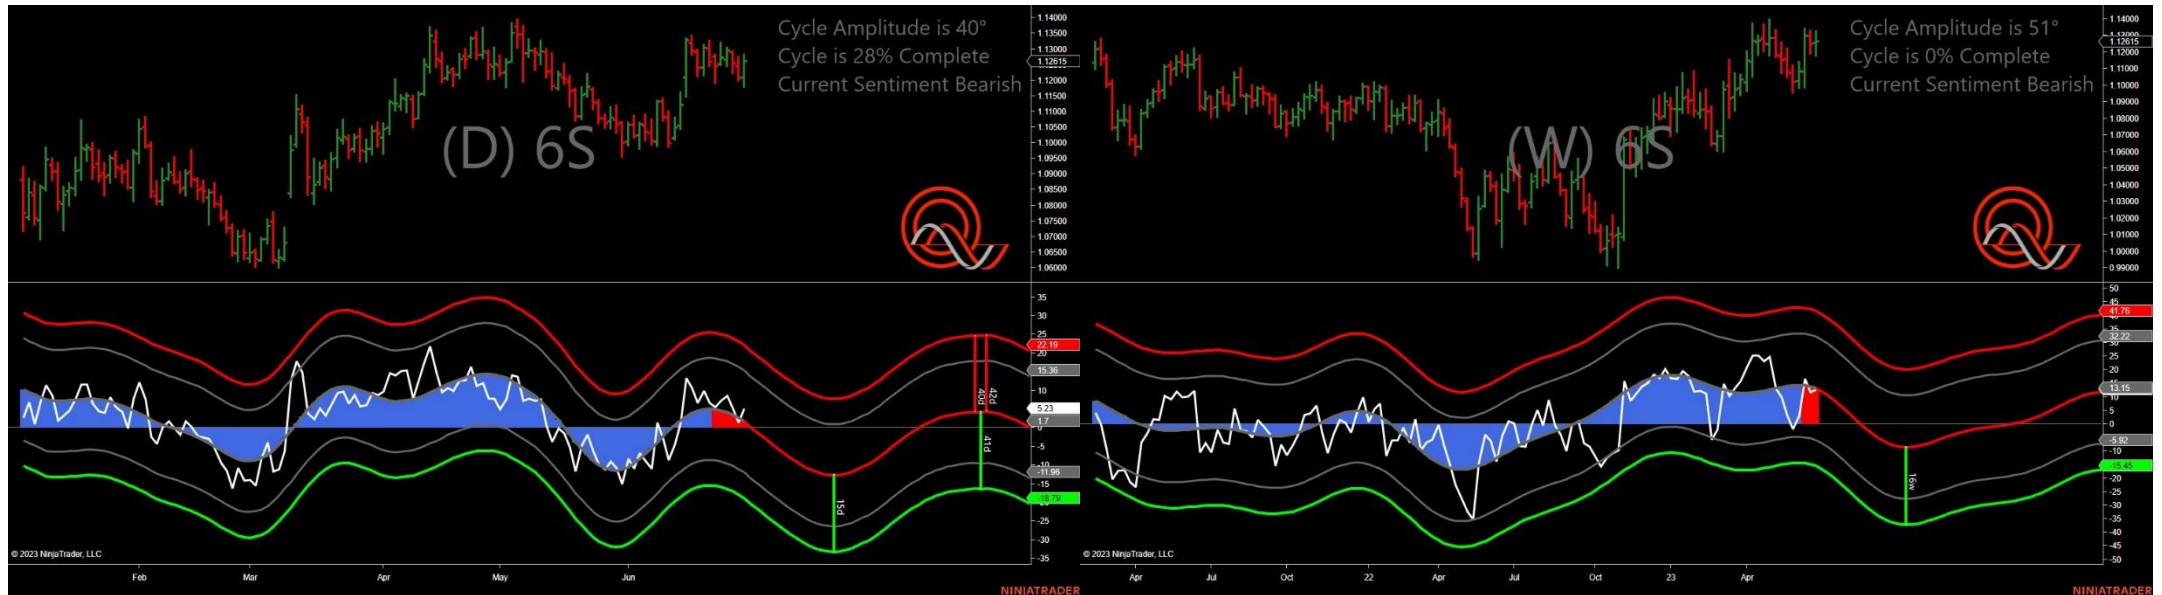 Cycle Amplitude is 40°
Cycle is 28% Complete
Current Sentiment Bearish
(D) 6S
1.14000
1.13500
1.13000
1.12615
1.12000
1.11500
1.11000
1.10500
1.10000
1.09500
1.09000
1.08500
1.08000
1.07500
1.07000
1.06500
1.06000
35
30
25
22.19
20
15.36
10
5.23
1.7
0
-5
-10
-11.96
-15
-18.79
-25
-30
-35
15d
40d
42d
41d
© 2023 NinjaTrader, LLC
Feb
Mar
Apr
May
Jun
NINJATRADER
Cycle Amplitude is 51°
Cycle is 0% Complete
Current Sentiment Bearish
(W) 6S
1.14000
1.12615
1.12000
1.11000
1.10000
1.09000
1.08000
1.07000
1.06000
1.05000
1.04000
1.03000
1.02000
1.01000
1.00000
0.99000
50
45
41.76
32.22
25
20
13.15
10
5
0
-5.92
-10
-15.45
-20
-25
-30
-35
-40
-45
-50
16w
© 2023 NinjaTrader, LLC
Apr
Jul
Oct
22
Apr
Jul
Oct
23
Apr
NINJATRADER